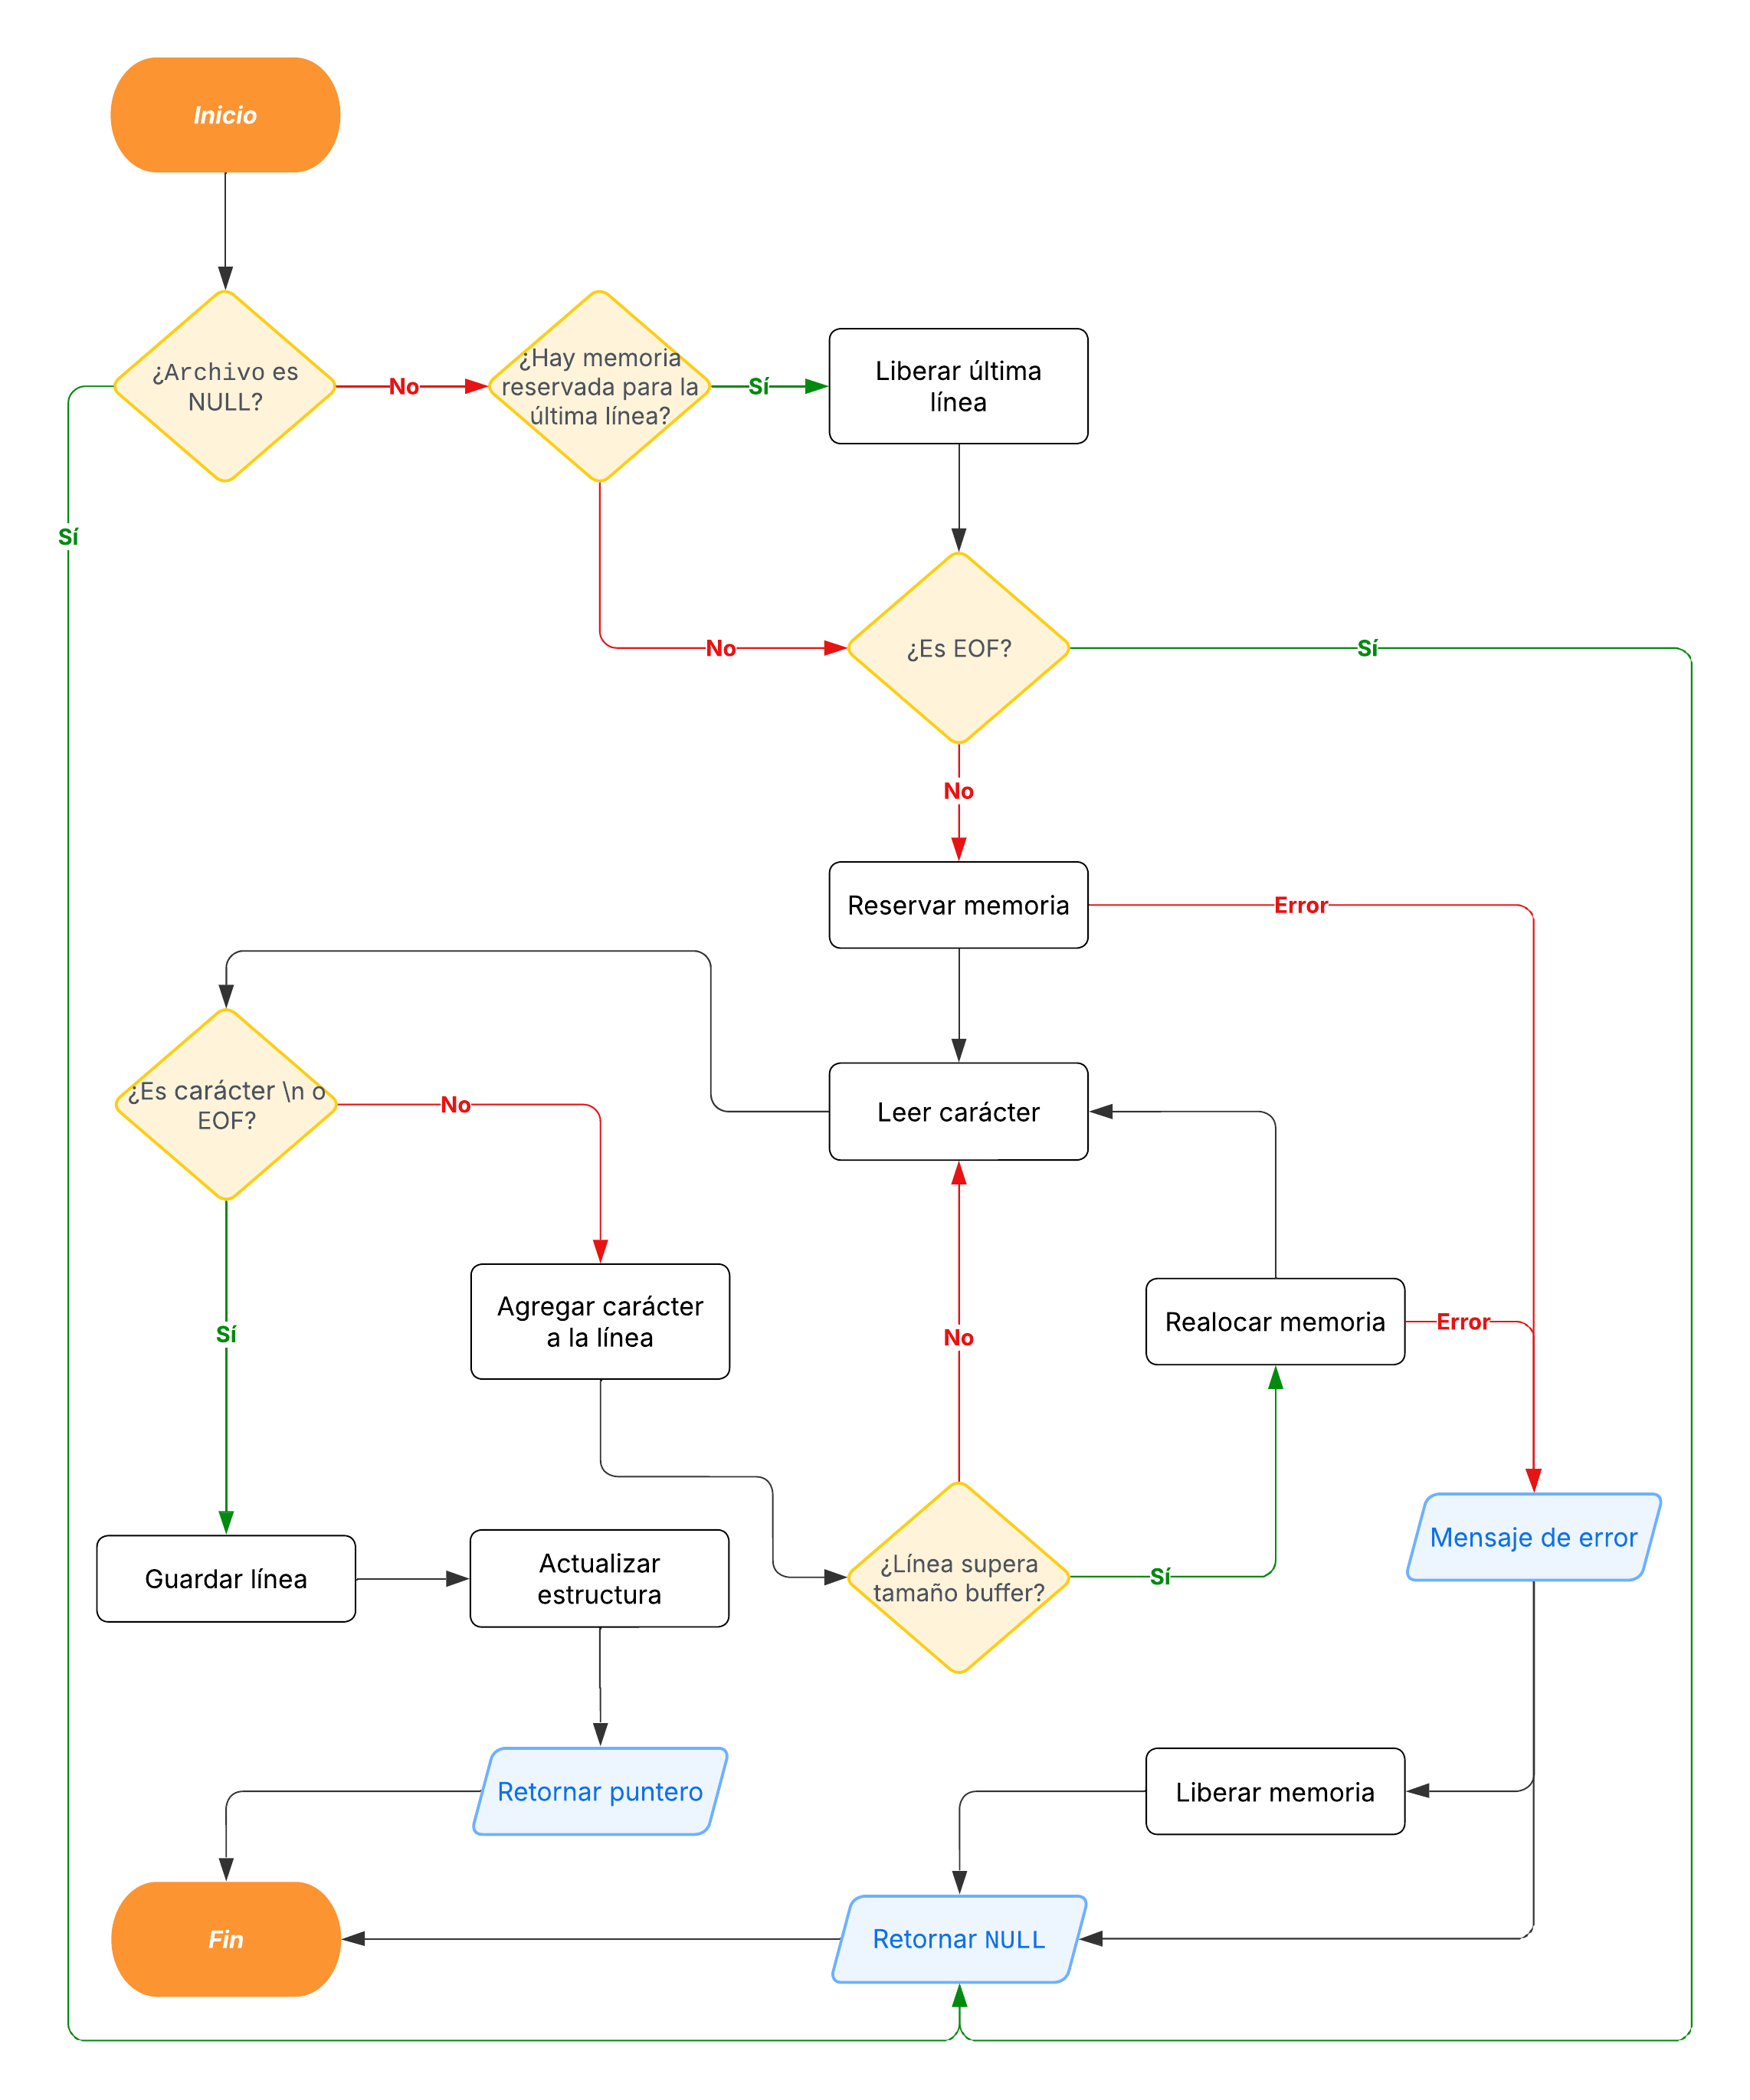 Inicio
¿Archivo es
NULL?
No
¿Hay memoria
reservada para la
última línea?
Sí
Liberar última
línea
Sí
No
¿Es EOF?
Sí
No
Reservar memoria
Error
¿Es carácter \n o
EOF?
No
Leer carácter
Sí
Agregar carácter
a la línea
No
Realocar memoria
Error
Guardar línea
Actualizar
estructura
¿Línea supera
tamaño buffer?
Sí
Mensaje de error
Retornar puntero
Liberar memoria
Fin
Retornar NULL